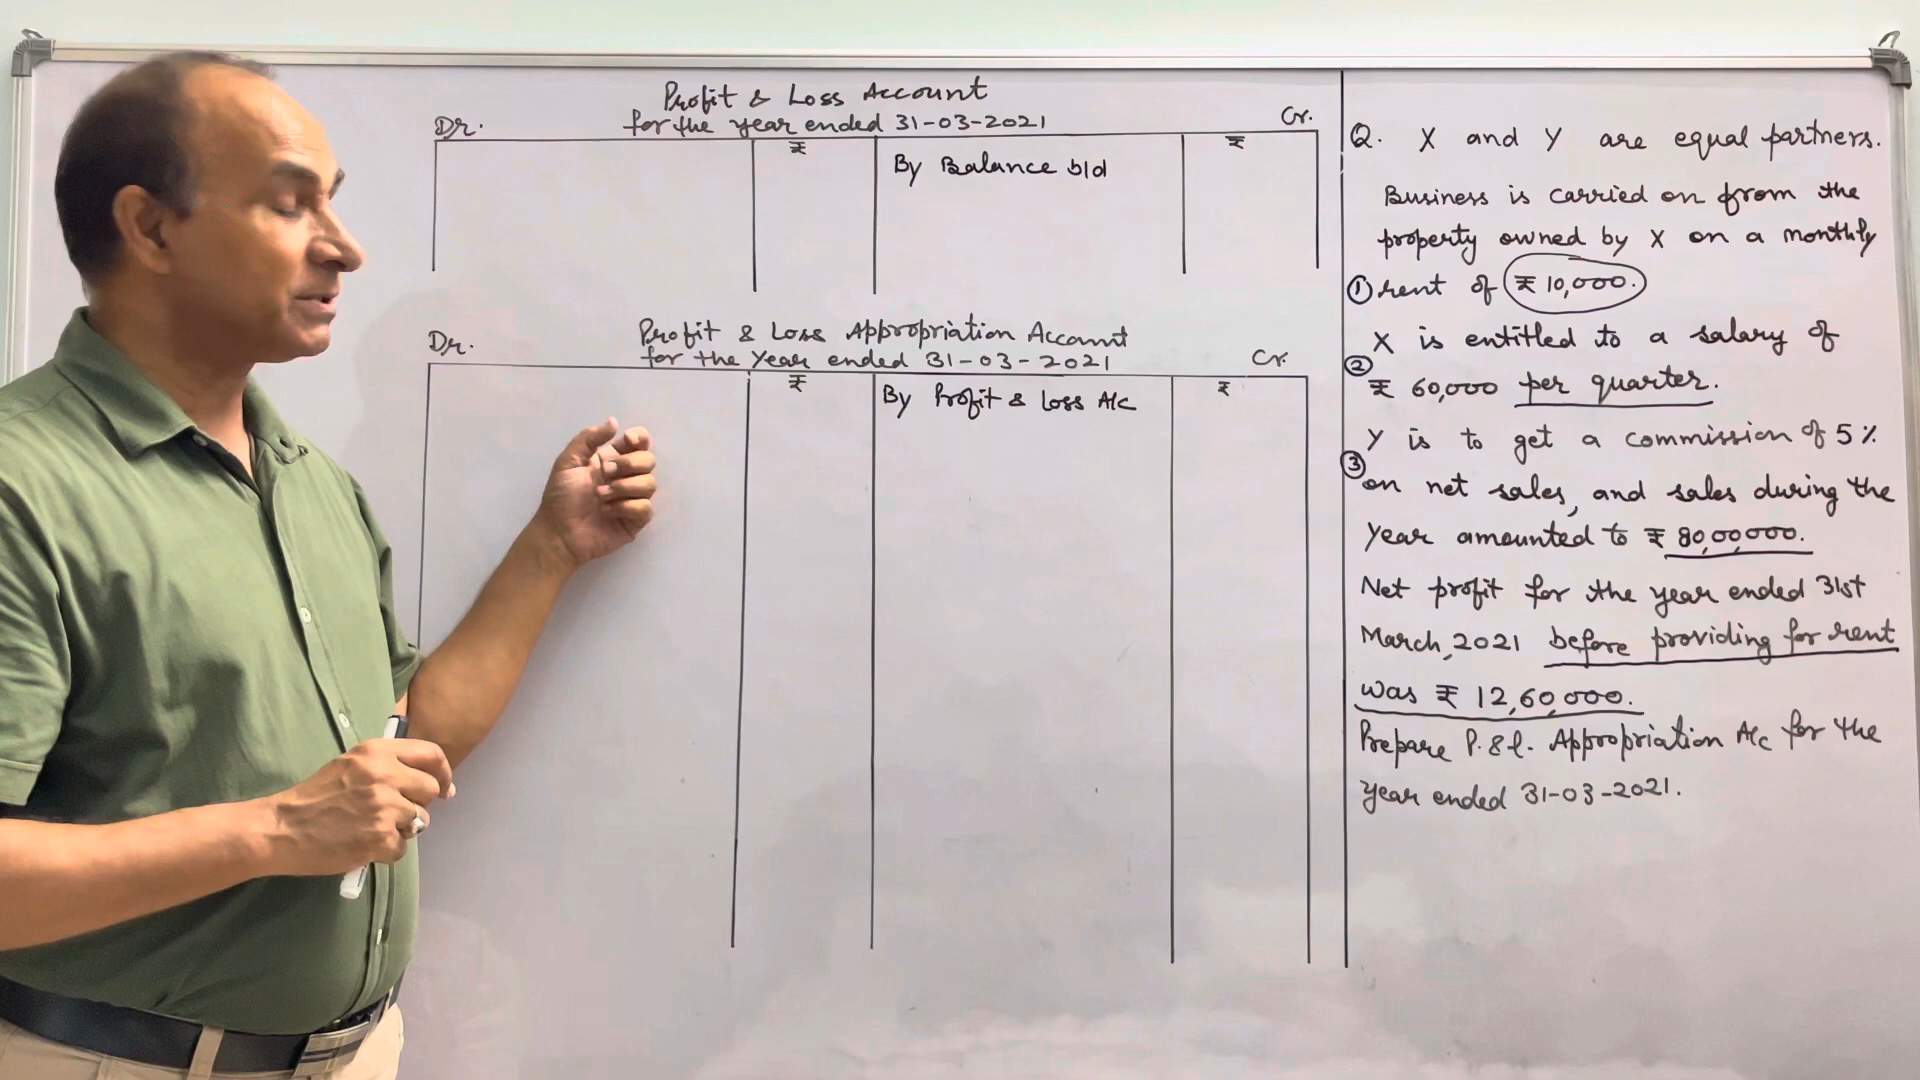 Profit & Loss Account
for the year ended 31-03-2021
Dr.
Cr.
₹
₹
By Balance b/d
Profit & Loss Appropriation Account
for the Year ended 31-03-2021
Dr.
Cr.
₹
₹
By Profit & Loss A/c
Q. X and Y are equal partners.
Business is carried on from the
property owned by X on a monthly
① rent of ₹ 10,000.
X is entitled to a salary of
② ₹ 60,000 per quarter.
Y is to get a commission of 5%
③ on net sales, and sales during the
Year amounted to ₹ 80,00,000.
Net profit for the year ended 31st
March, 2021 before providing for rent
was ₹ 12,60,000.
Prepare P.&L. Appropriation A/c for the
year ended 31-03-2021.